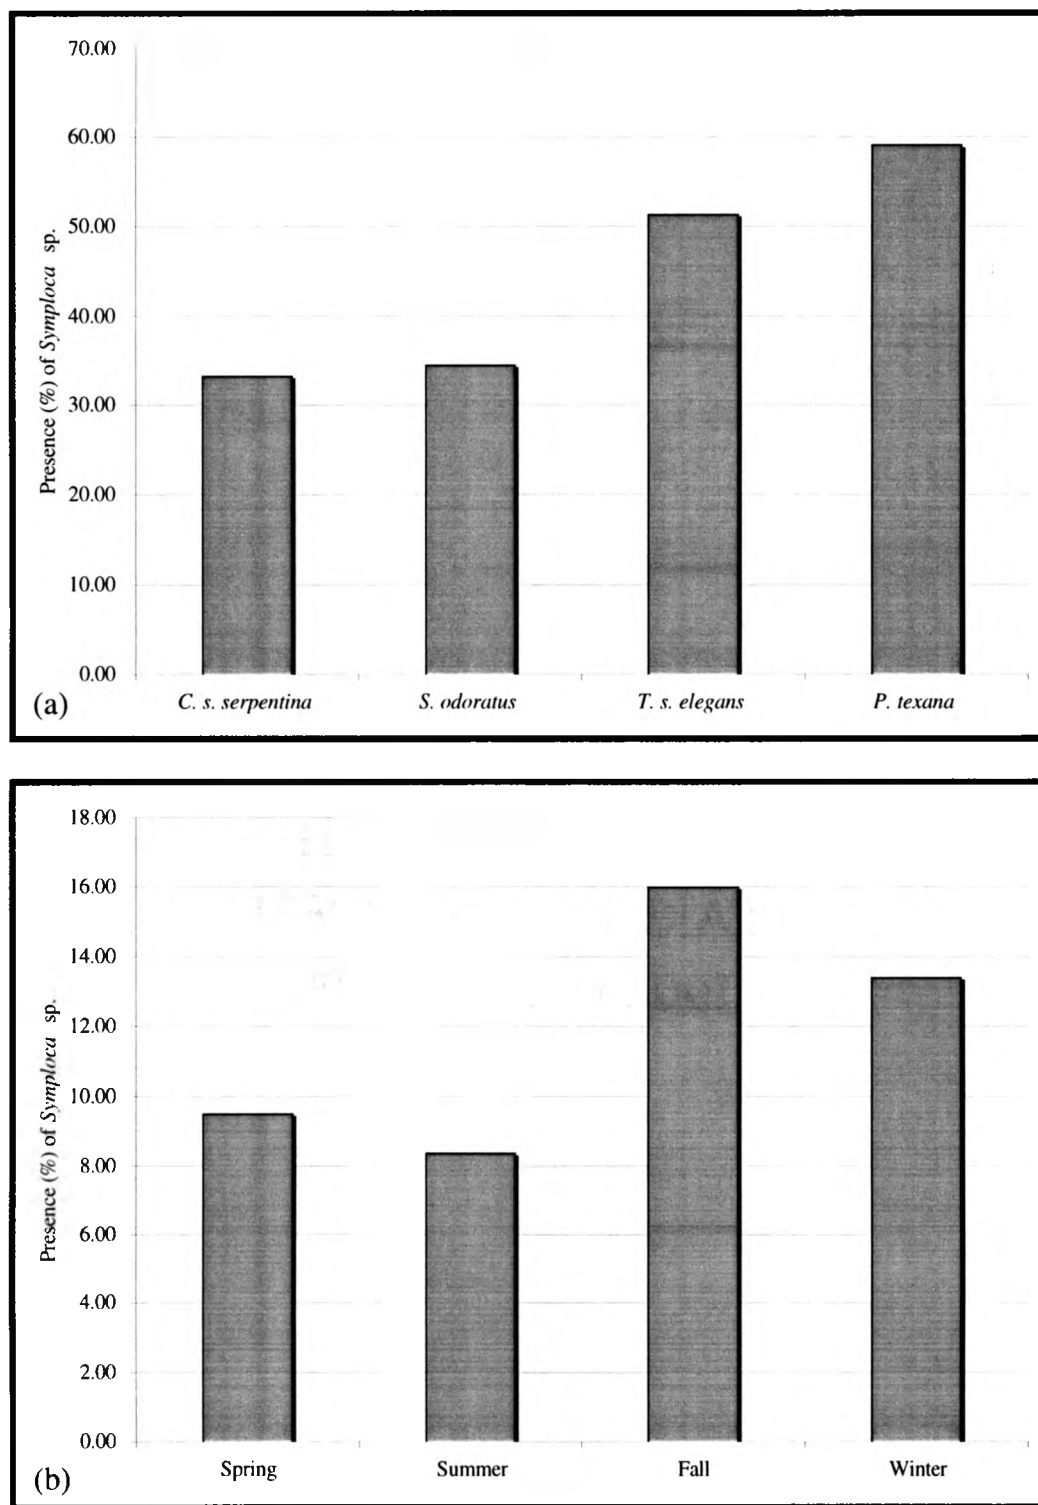 70.00
60.00
50.00
40.00
30.00
20.00
10.00
0.00
Presence (%) of Symploca sp.
C. s. serpentina
S. odoratus
T. s. elegans
P. texana
(a)
18.00
16.00
14.00
12.00
10.00
8.00
6.00
4.00
2.00
0.00
Presence (%) of Symploca sp.
Spring
Summer
Fall
Winter
(b)